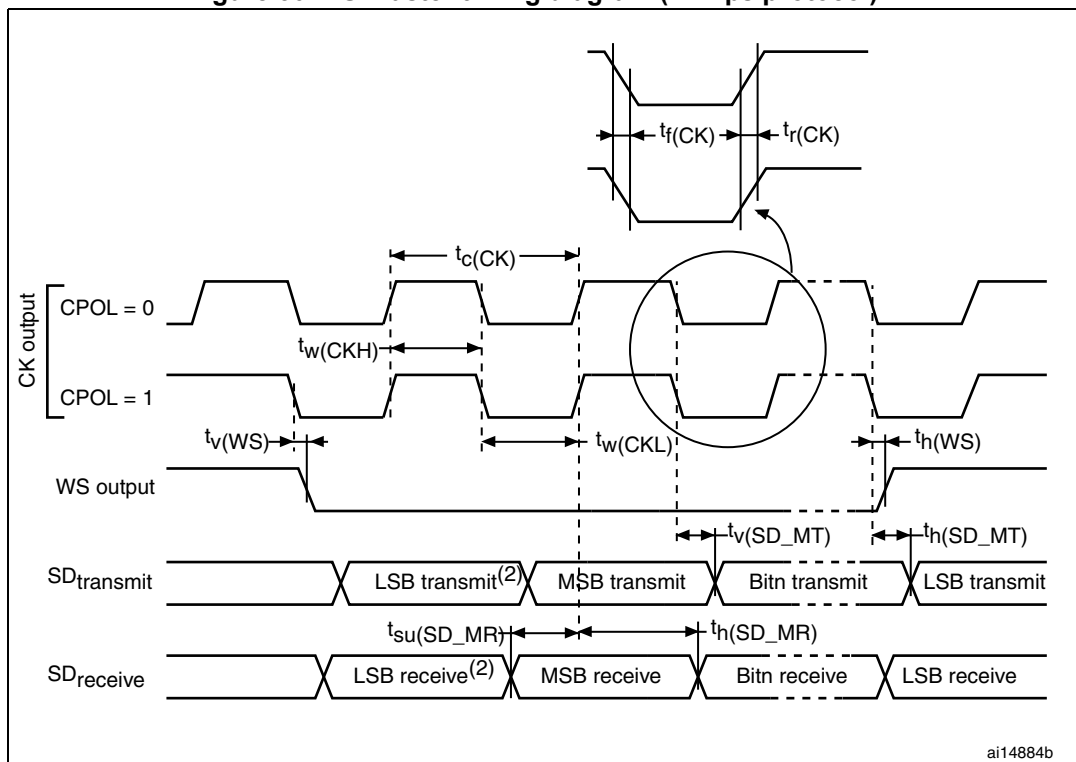 tf(CK)
tr(CK)
tc(CK)
CK output
CPOL = 0
tw(CKH)
CPOL = 1
tv(WS)
tw(CKL)
th(WS)
WS output
tv(SD_MT)
th(SD_MT)
SDtransmit
LSB transmit(2)
MSB transmit
Bitn transmit
LSB transmit
tsu(SD_MR)
th(SD_MR)
SDreceive
LSB receive(2)
MSB receive
Bitn receive
LSB receive
ai14884b